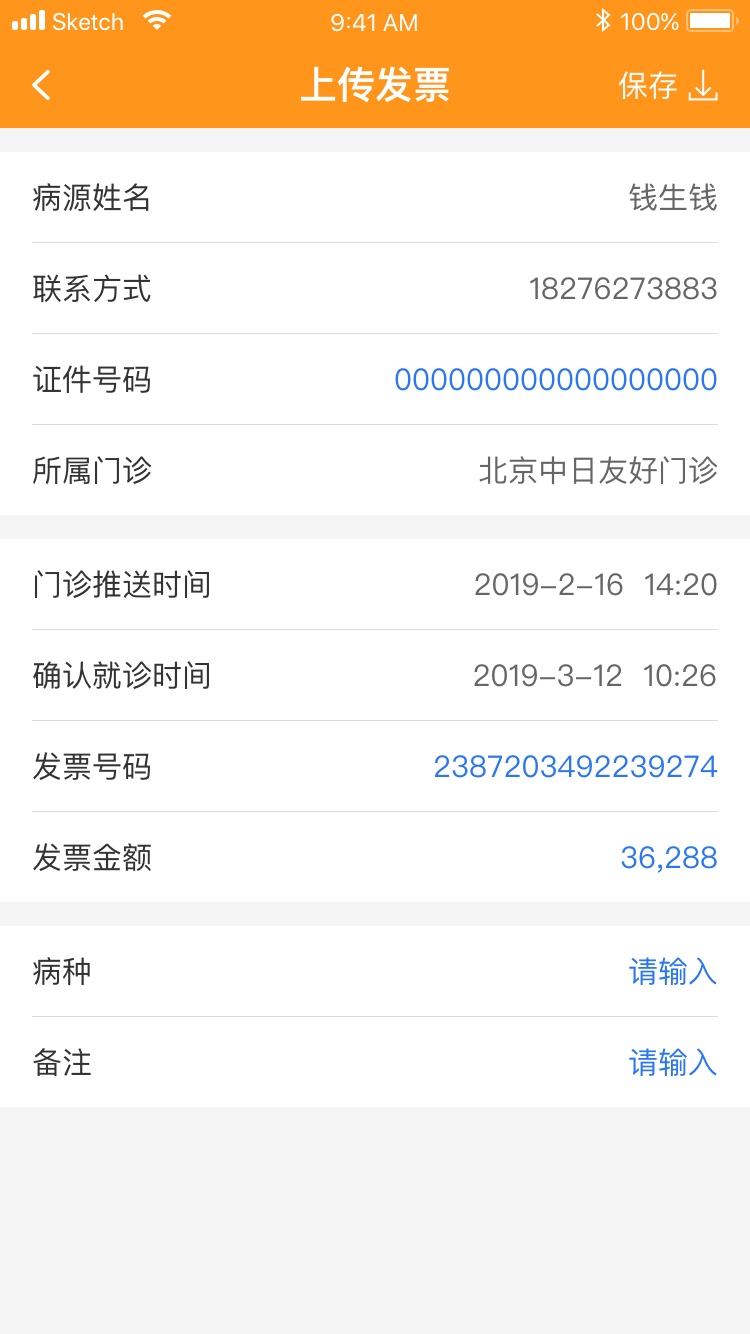 Sketch 9:41 AM 100%
上传发票 保存
病源姓名 钱生钱
联系方式 18276273883
证件号码 000000000000000000
所属门诊 北京中日友好门诊
门诊推送时间 2019-2-16 14:20
确认就诊时间 2019-3-12 10:26
发票号码 2387203492239274
发票金额 36,288
病种 请输入
备注 请输入